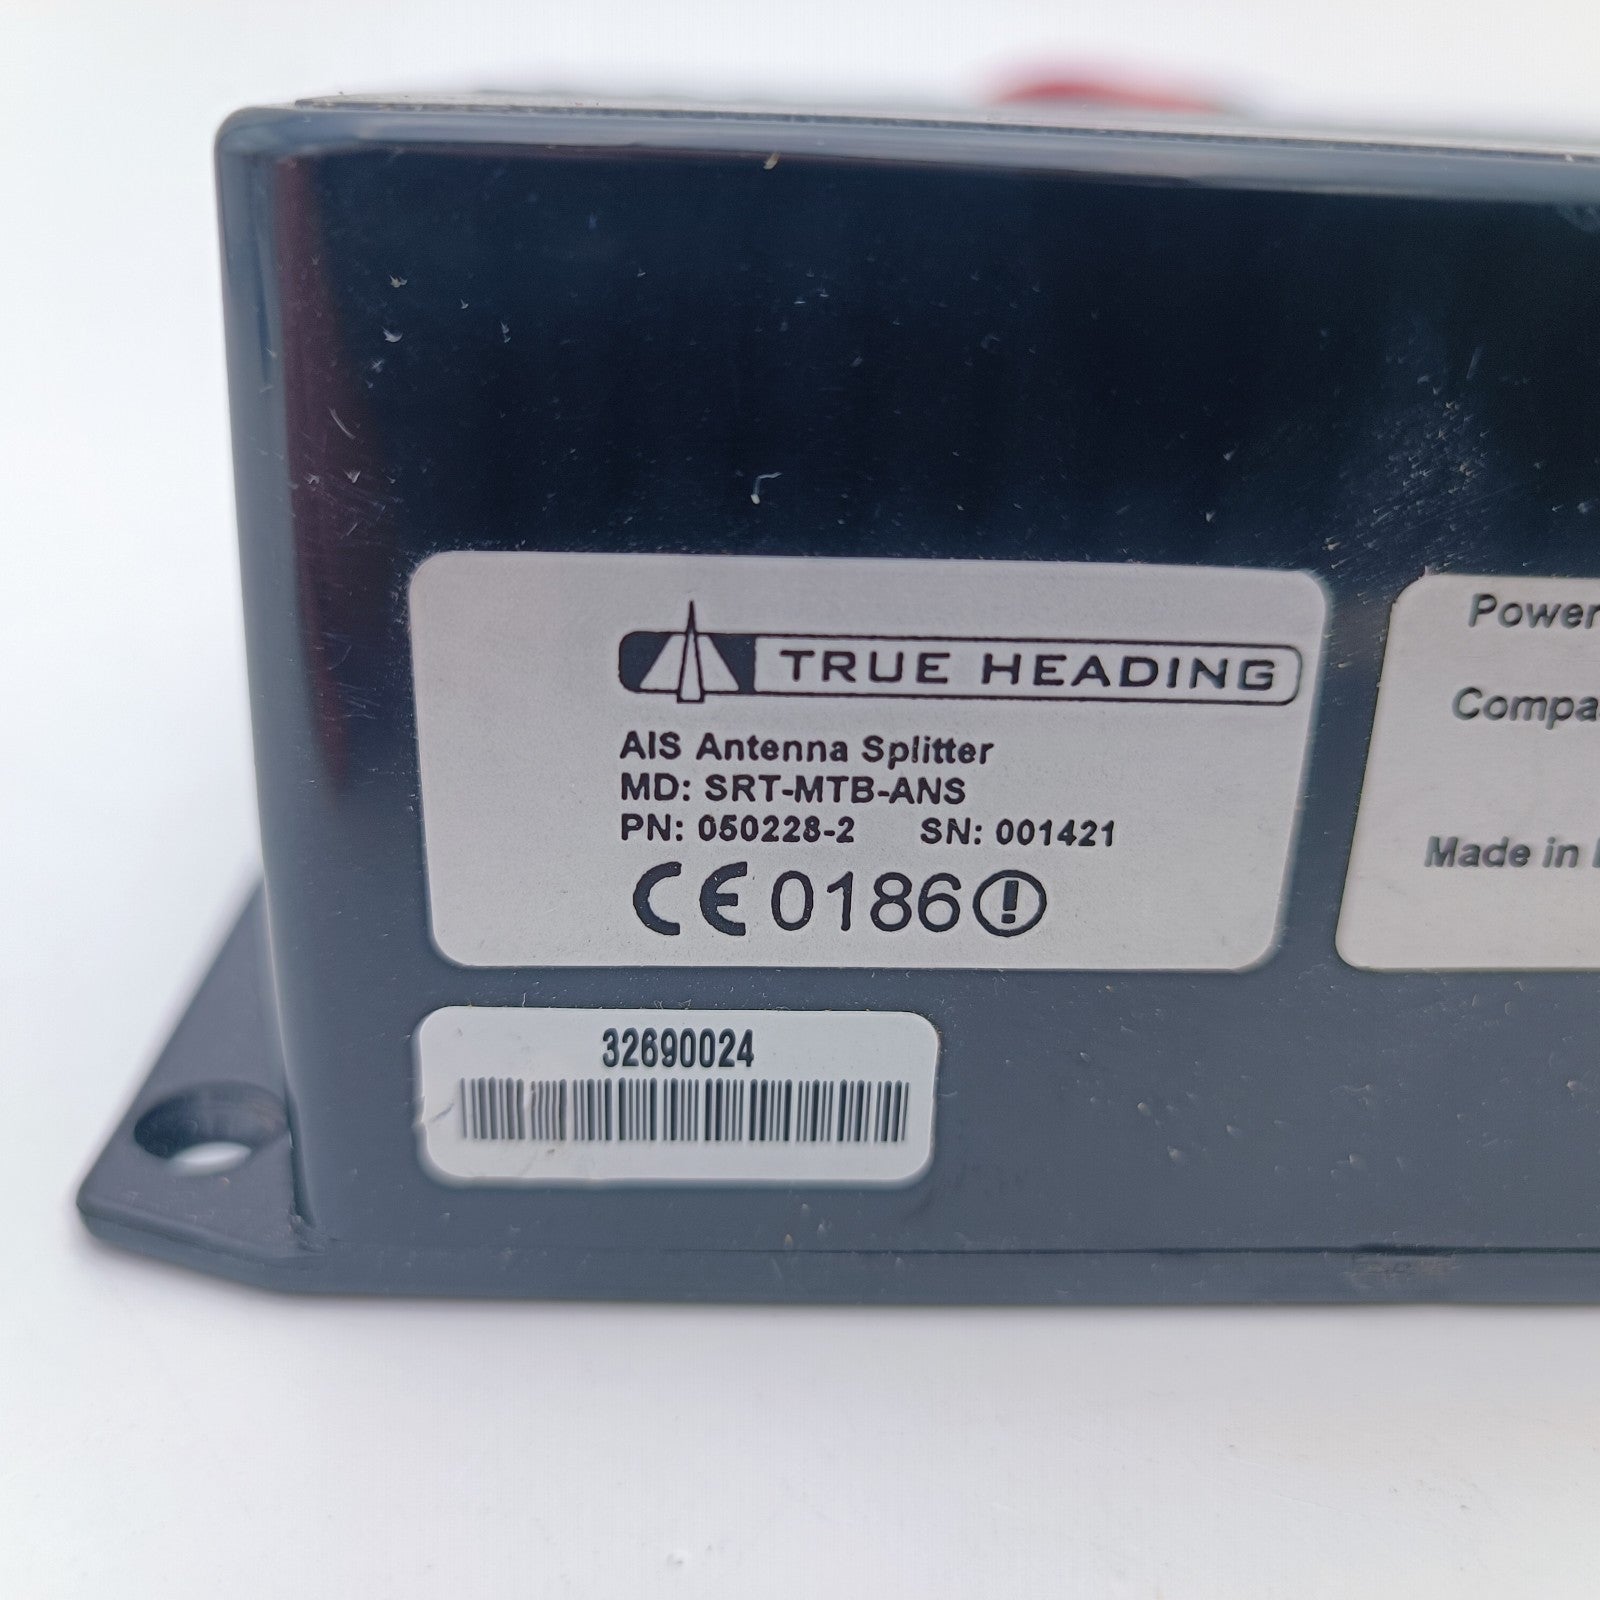 TRUE HEADING
AIS Antenna Splitter
MD: SRT-MTB-ANS
PN: 050228-2 SN: 001421
CE 0186
32690024
Power
Compa
Made in